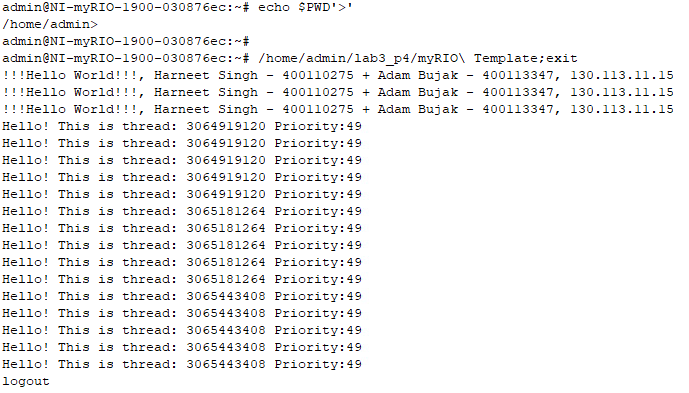 admin@NI-myRIO-1900-030876ec:~# echo $PWD'>'
/home/admin>
admin@NI-myRIO-1900-030876ec:~#
admin@NI-myRIO-1900-030876ec:~# /home/admin/lab3_p4/myRIO\ Template;exit
!!!Hello World!!!, Harneet Singh - 400110275 + Adam Bujak - 400113347, 130.113.11.15
!!!Hello World!!!, Harneet Singh - 400110275 + Adam Bujak - 400113347, 130.113.11.15
!!!Hello World!!!, Harneet Singh - 400110275 + Adam Bujak - 400113347, 130.113.11.15
Hello! This is thread: 3064919120 Priority:49
Hello! This is thread: 3064919120 Priority:49
Hello! This is thread: 3064919120 Priority:49
Hello! This is thread: 3064919120 Priority:49
Hello! This is thread: 3064919120 Priority:49
Hello! This is thread: 3065181264 Priority:49
Hello! This is thread: 3065181264 Priority:49
Hello! This is thread: 3065181264 Priority:49
Hello! This is thread: 3065181264 Priority:49
Hello! This is thread: 3065181264 Priority:49
Hello! This is thread: 3065443408 Priority:49
Hello! This is thread: 3065443408 Priority:49
Hello! This is thread: 3065443408 Priority:49
Hello! This is thread: 3065443408 Priority:49
Hello! This is thread: 3065443408 Priority:49
logout